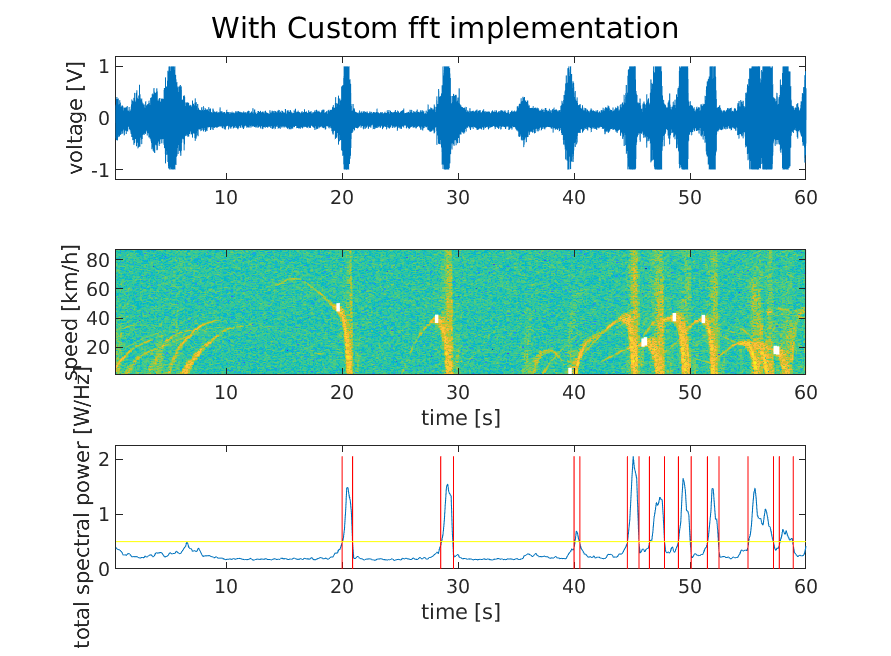 With Custom fft implementation
voltage [V]
1
0
-1
10 20 30 40 50 60
speed [km/h]
80
60
40
20
10 20 30 40 50 60
time [s]
total spectral power [W/Hz]
2
1
0
10 20 30 40 50 60
time [s]